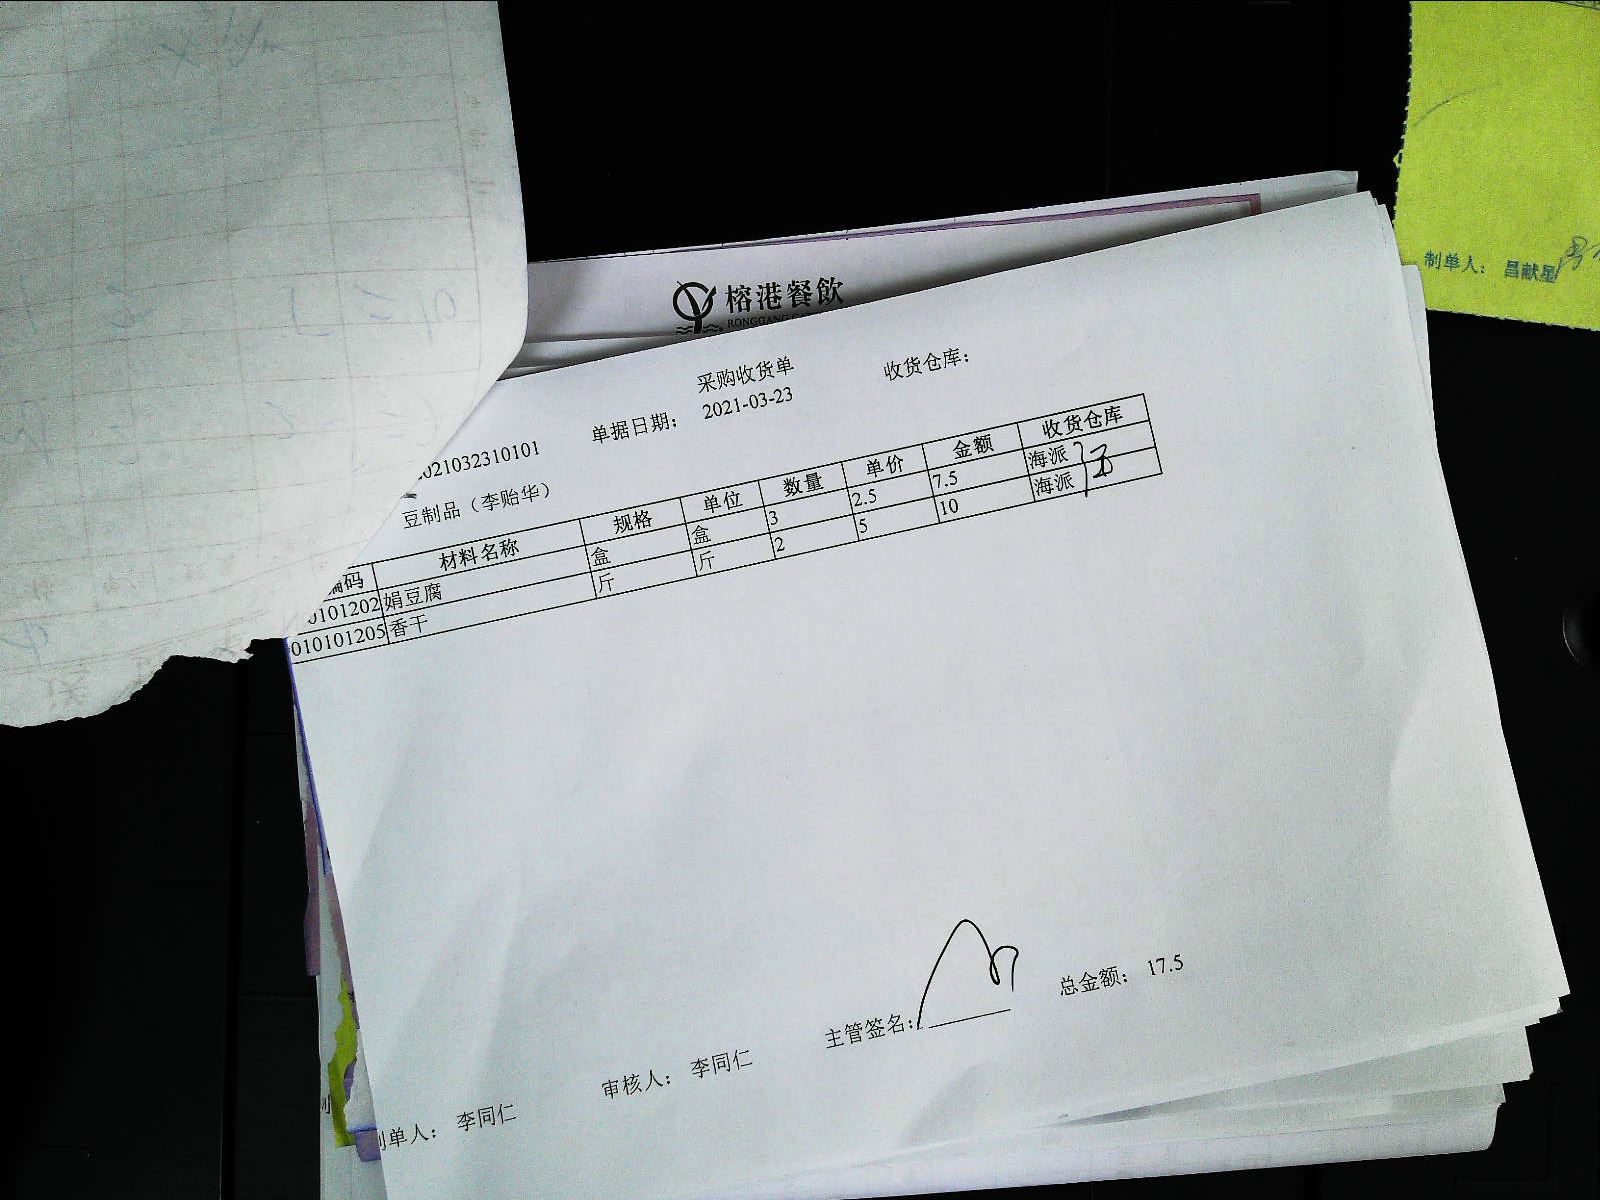 榕港餐飲
RONGGANG
制单人： 昌献星
采购收货单
收货仓库：
单据日期： 2021-03-23
021032310101
豆制品（李贻华）
编码 材料名称 规格 单位 数量 单价 金额 收货仓库
0101202 娟豆腐 盒 盒 3 2.5 7.5 海派
010101205 香干 斤 斤 2 5 10 海派
总金额： 17.5
主管签名：
审核人： 李同仁
制单人： 李同仁